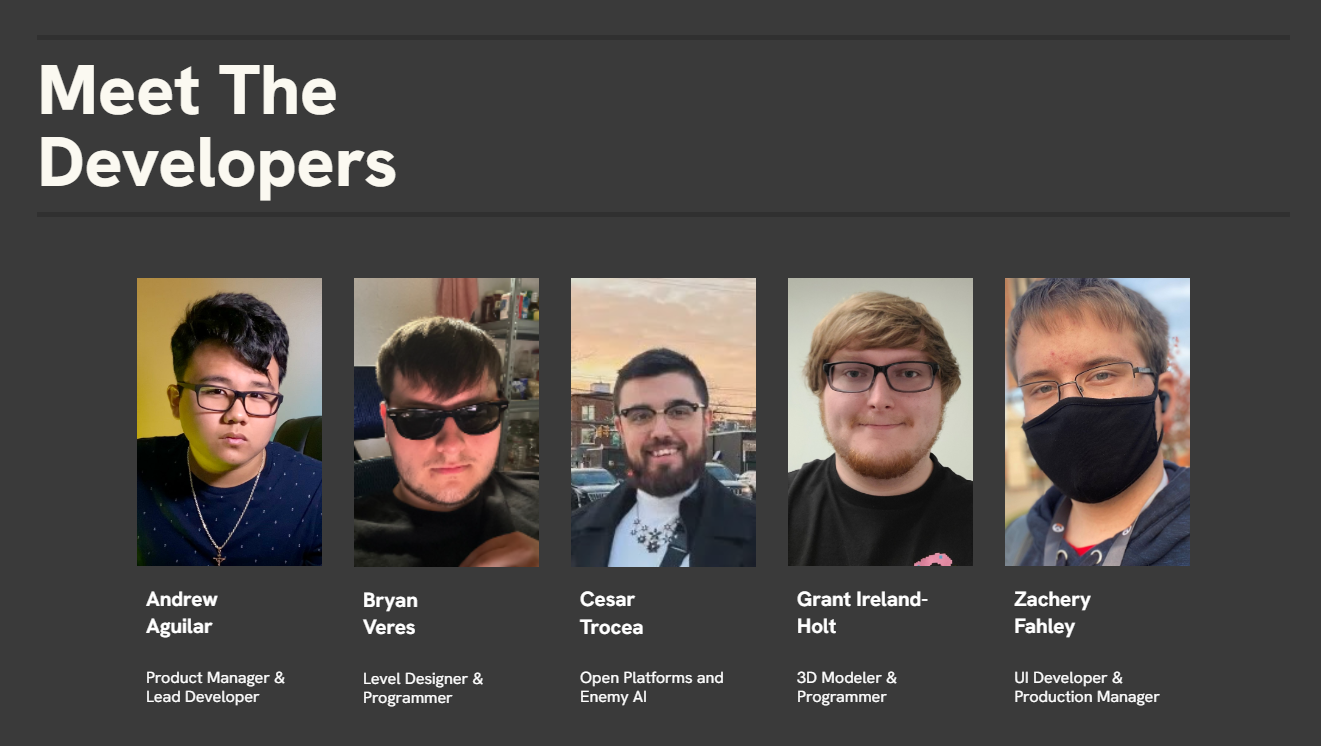 Meet The
Developers
Andrew
Aguilar
Product Manager &
Lead Developer
Bryan
Veres
Level Designer &
Programmer
Cesar
Trocea
Open Platforms and
Enemy AI
Grant Ireland-
Holt
3D Modeler &
Programmer
Zachery
Fahley
UI Developer &
Production Manager